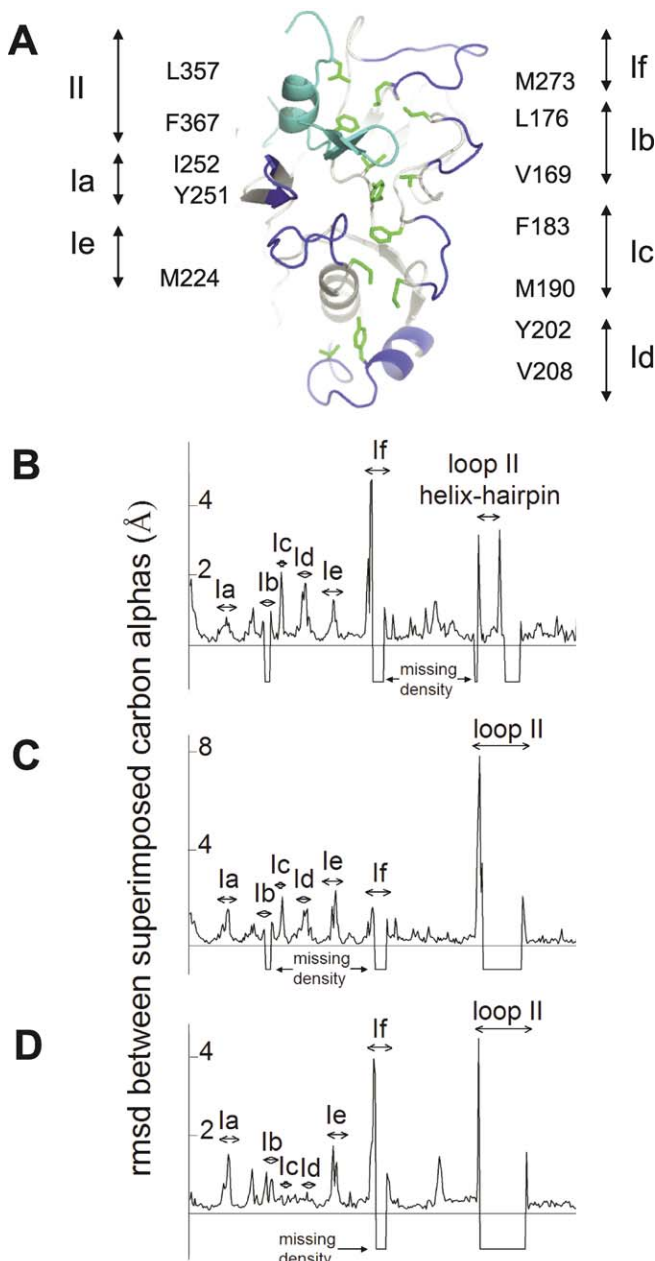 A
II
L357
F367
Ia
I252
Y251
Ie
M224
M273
If
L176
Ib
V169
F183
Ic
M190
Y202
Id
V208
rmsd between superimposed carbon alphas (Å)
B
4
2
Ia
Ib
Ic
Id
Ie
If
loop II
helix-hairpin
missing
density
C
8
4
Ia
Ib
Ic
Id
Ie
If
loop II
missing
density
D
4
2
Ia
Ib
Ic
Id
Ie
If
loop II
missing
density